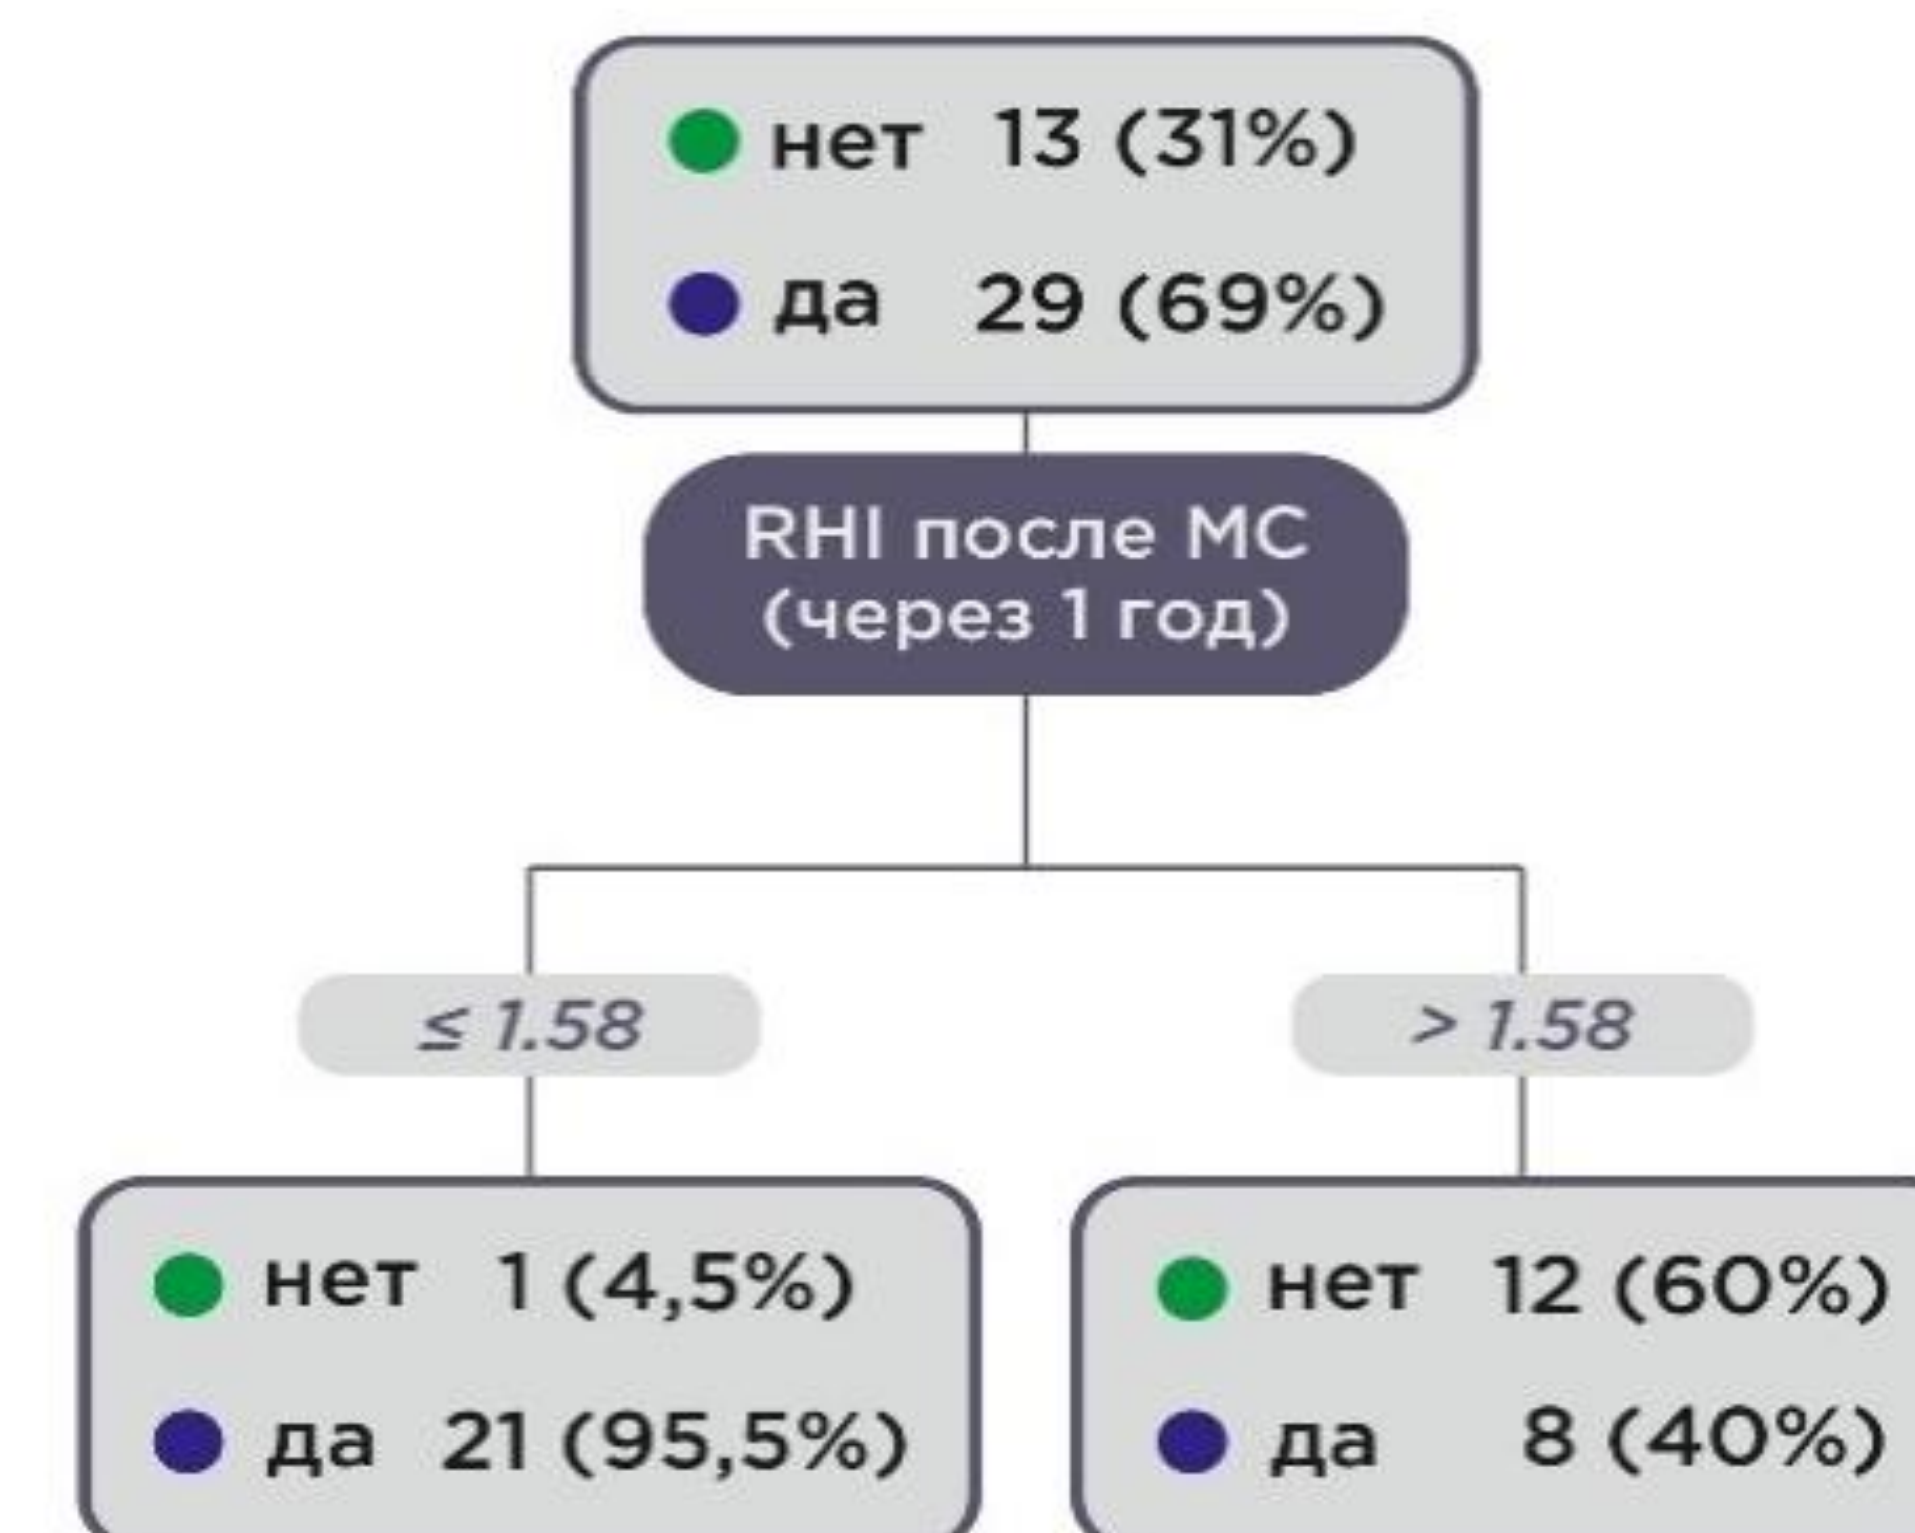 нет 13 (31%)
да 29 (69%)
RHI после МС
(через 1 год)
≤ 1.58
> 1.58
нет 1 (4,5%)
да 21 (95,5%)
нет 12 (60%)
да 8 (40%)